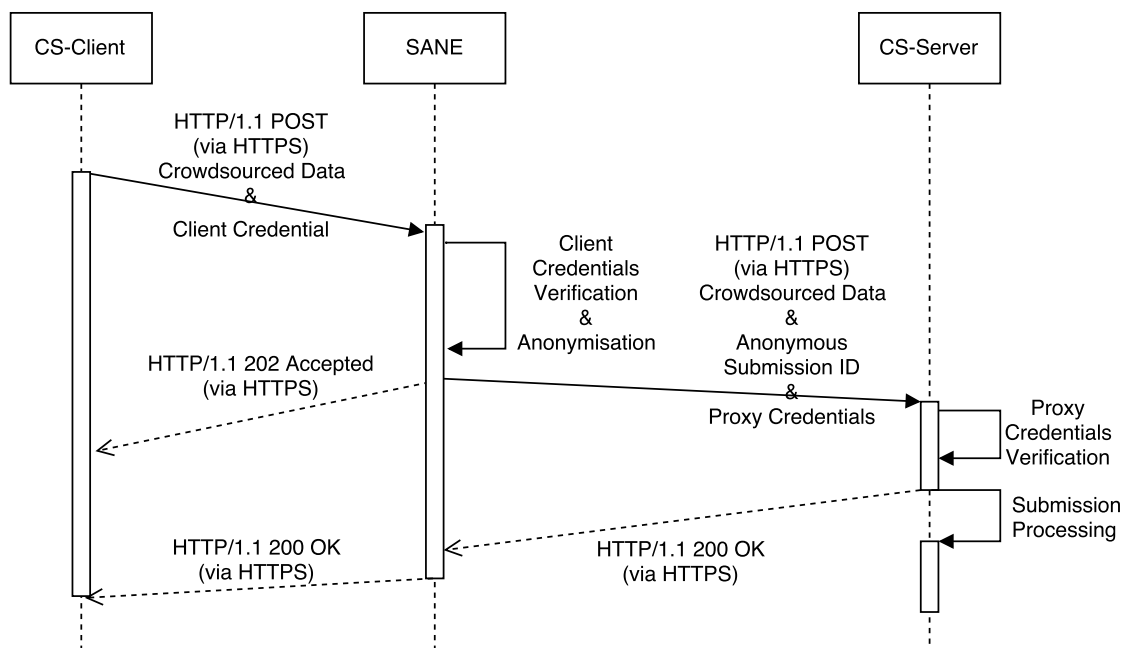 CS-Client
SANE
CS-Server
HTTP/1.1 POST
(via HTTPS)
Crowdsourced Data
&
Client Credential
Client
Credentials
Verification
&
Anonymisation
HTTP/1.1 POST
(via HTTPS)
Crowdsourced Data
&
Anonymous
Submission ID
&
Proxy Credentials
HTTP/1.1 202 Accepted
(via HTTPS)
Proxy
Credentials
Verification
Submission
Processing
HTTP/1.1 200 OK
(via HTTPS)
HTTP/1.1 200 OK
(via HTTPS)